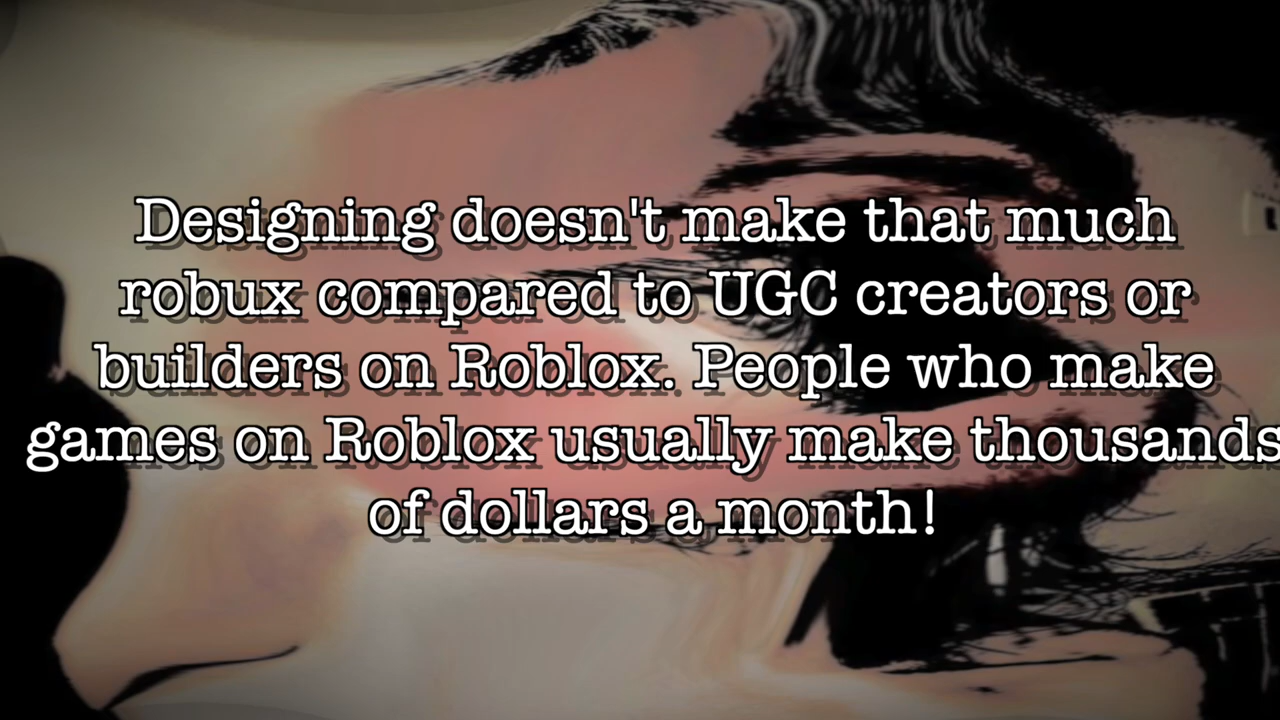 Designing doesn't make that much
robux compared to UGC creators or
builders on Roblox. People who make
games on Roblox usually make thousands
of dollars a month!